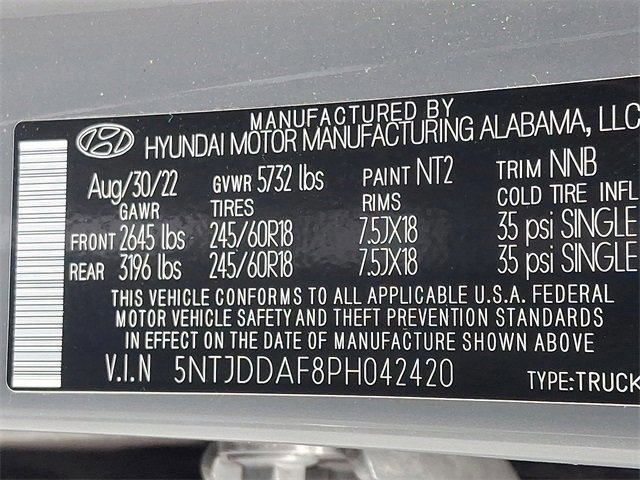 MANUFACTURED BY
HYUNDAI MOTOR MANUFACTURING ALABAMA, LLC
Aug/30/22 GVWR 5732 lbs PAINT NT2 TRIM NNB
GAWR TIRES RIMS COLD TIRE INFL
FRONT 2645 lbs 245/60R18 7.5JX18 35 psi SINGLE
REAR 3196 lbs 245/60R18 7.5JX18 35 psi SINGLE
THIS VEHICLE CONFORMS TO ALL APPLICABLE U.S.A. FEDERAL
MOTOR VEHICLE SAFETY AND THEFT PREVENTION STANDARDS
IN EFFECT ON THE DATE OF MANUFACTURE SHOWN ABOVE
V.I.N 5NTJDDAF8PH042420 TYPE:TRUCK